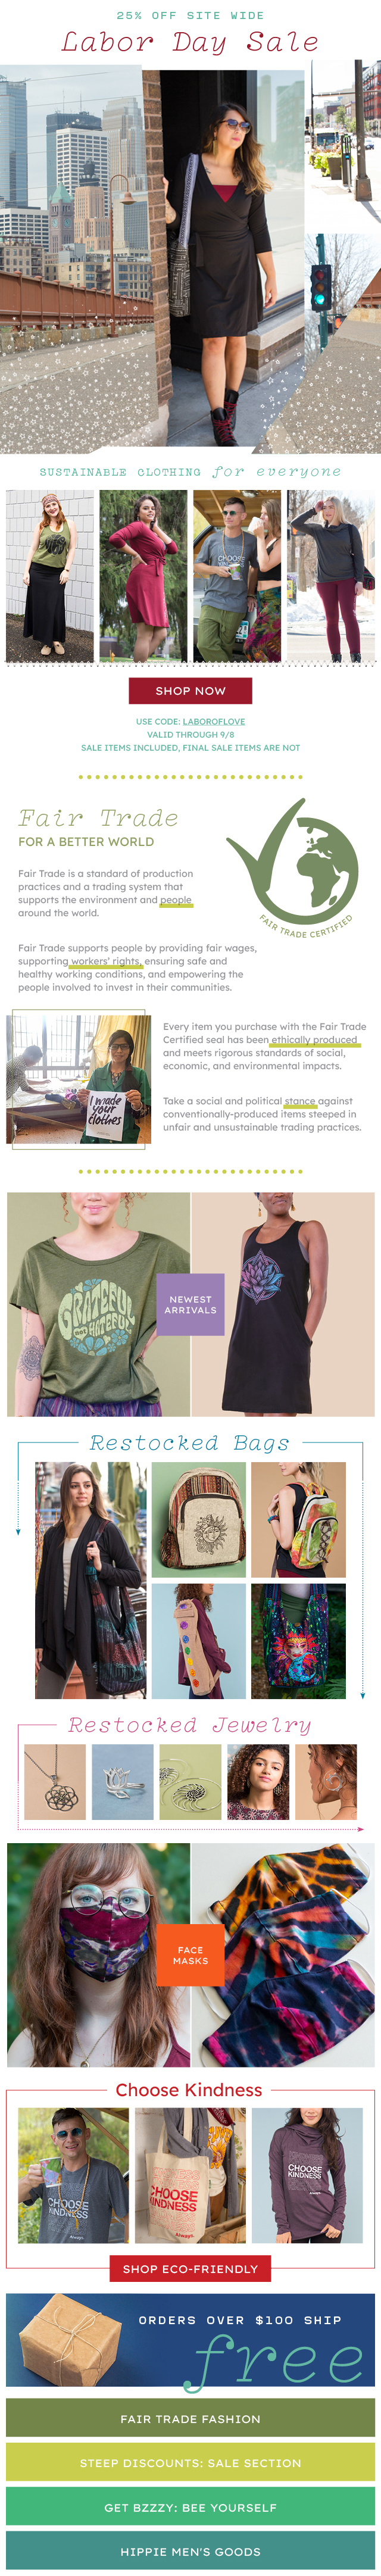 25% OFF SITE WIDE
Labor Day Sale
SUSTAINABLE CLOTHING for everyone
CHOOSE
SHOP NOW
USE CODE: LABOROFLOVE
VALID THROUGH 9/8
SALE ITEMS INCLUDED, FINAL SALE ITEMS ARE NOT
Fair Trade
FOR A BETTER WORLD
Fair Trade is a standard of production
practices and a trading system that
supports the environment and people
around the world.
FAIR TRADE CERTIFIED
Fair Trade supports people by providing fair wages,
supporting workers' rights, ensuring safe and
healthy working conditions, and empowering the
people involved to invest in their communities.
I made
your
clothes
Every item you purchase with the Fair Trade
Certified seal has been ethically produced
and meets rigorous standards of social,
economic, and environmental impacts.
Take a social and political stance against
conventionally-produced items steeped in
unfair and unsustainable trading practices.
GRATEFUL
not
HATEFUL
NEWEST
ARRIVALS
Restocked Bags
Restocked Jewelry
FACE
MASKS
Choose Kindness
CHOOSE
KINDNESS
Always.
CHOOSE
KINDNESS
Always.
CHOOSE
KINDNESS
SHOP ECO-FRIENDLY
ORDERS OVER $100 SHIP
free
FAIR TRADE FASHION
STEEP DISCOUNTS: SALE SECTION
GET BZZZY: BEE YOURSELF
HIPPIE MEN'S GOODS